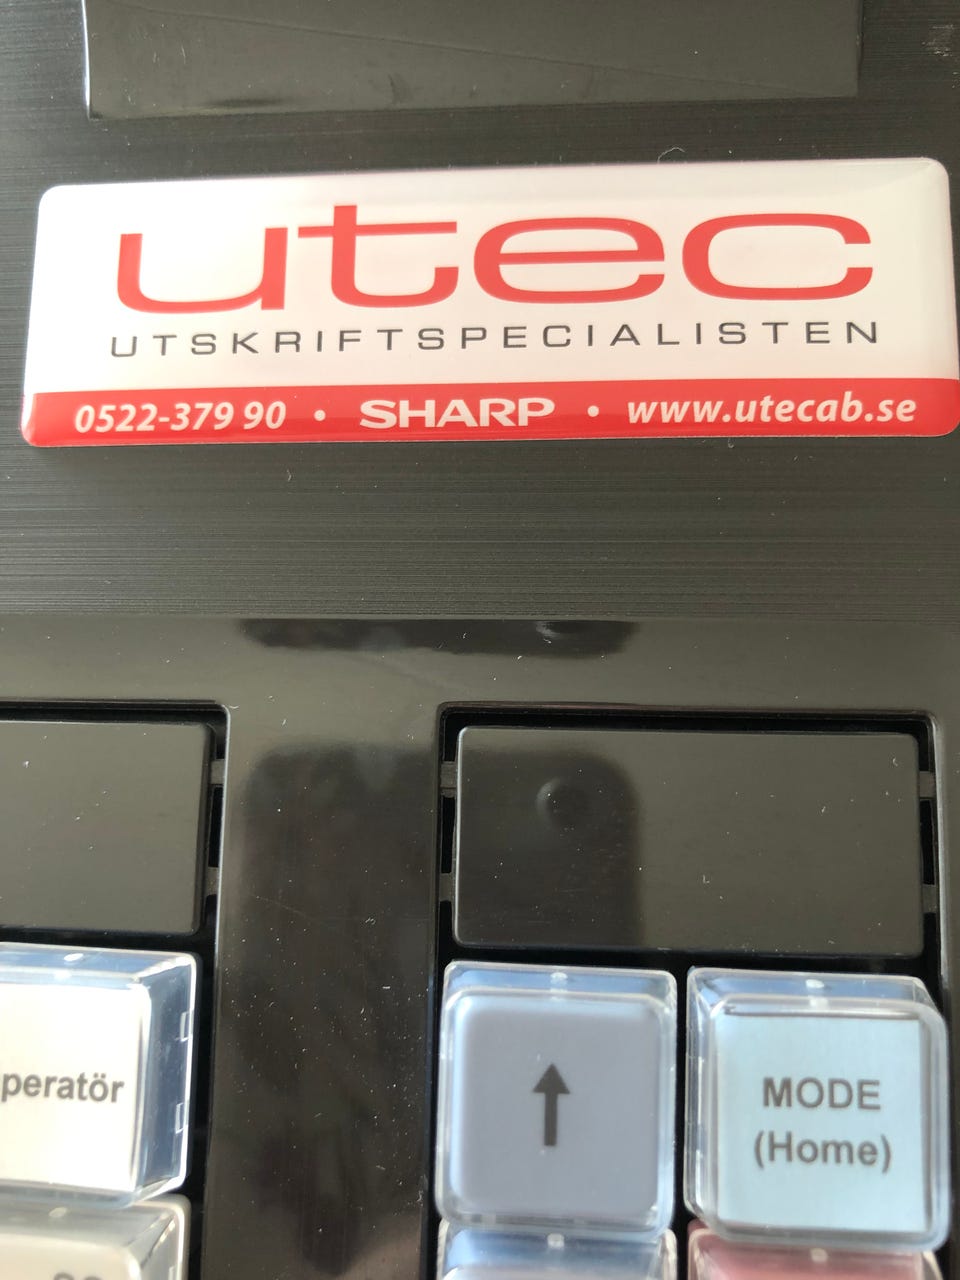 utec
UTSKRIFTSPECIALISTEN
0522-379 90 • SHARP • www.utecab.se
peratör
↑
MODE
(Home)